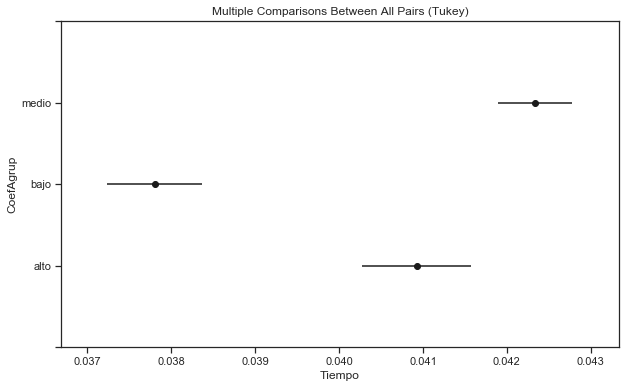 Multiple Comparisons Between All Pairs (Tukey)
medio
bajo
alto
CoefAgrup
0.037 0.038 0.039 0.040 0.041 0.042 0.043
Tiempo